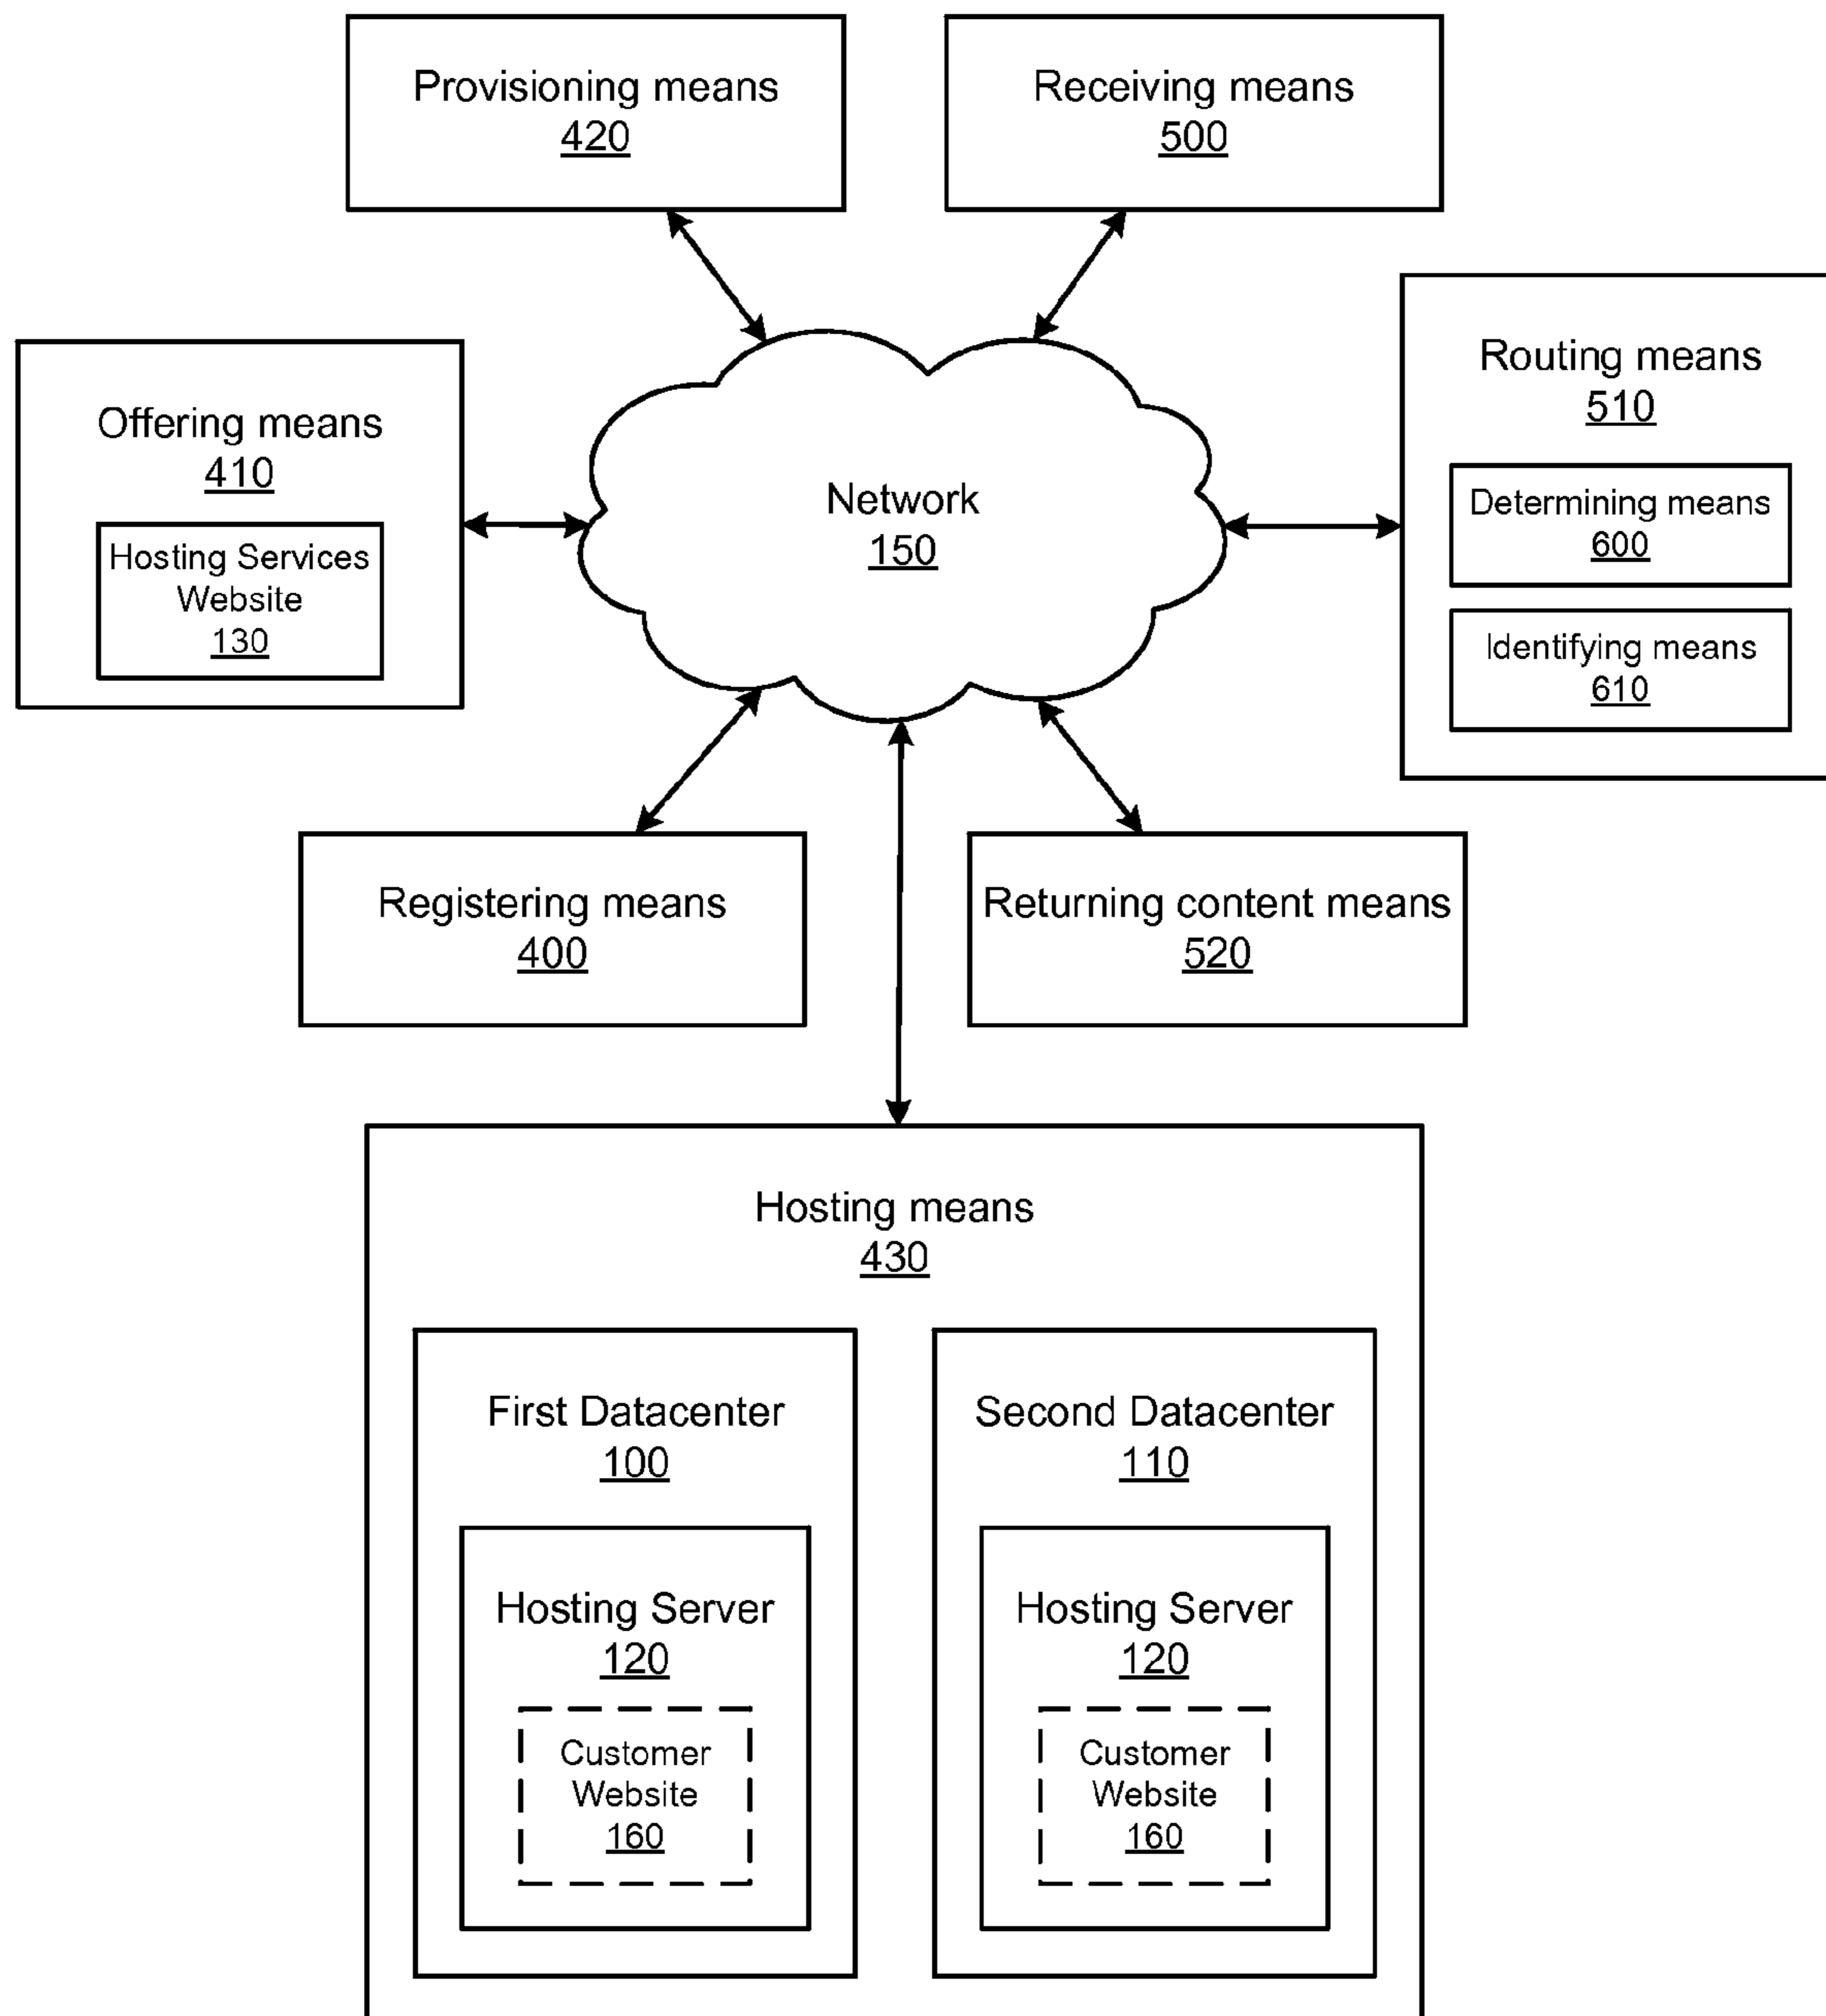 Provisioning means
420
Receiving means
500
Offering means
410
Hosting Services
Website
130
Network
150
Routing means
510
Determining means
600
Identifying means
610
Registering means
400
Returning content means
520
Hosting means
430
First Datacenter
100
Hosting Server
120
Customer
Website
160
Second Datacenter
110
Hosting Server
120
Customer
Website
160